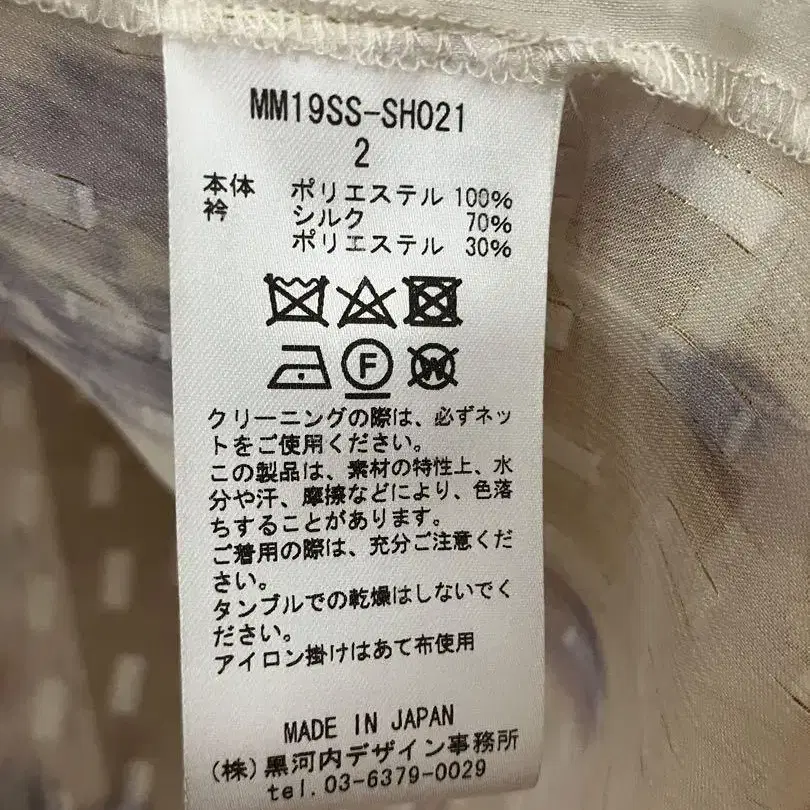 MM19SS-SH021
2
本体 ポリエステル 100%
衿 シルク 70%
ポリエステル 30%
F W
クリーニングの際は、必ずネッ
トをご使用ください。
この製品は、素材の特性上、水
分や汗、摩擦などにより、色落
ちすることがあります。
ご着用の際は、充分ご注意くだ
さい。
タンブルでの乾燥はしないでく
ださい。
アイロン掛けはあて布使用
MADE IN JAPAN
(株)黒河内デザイン事務所
tel.03-6379-0029